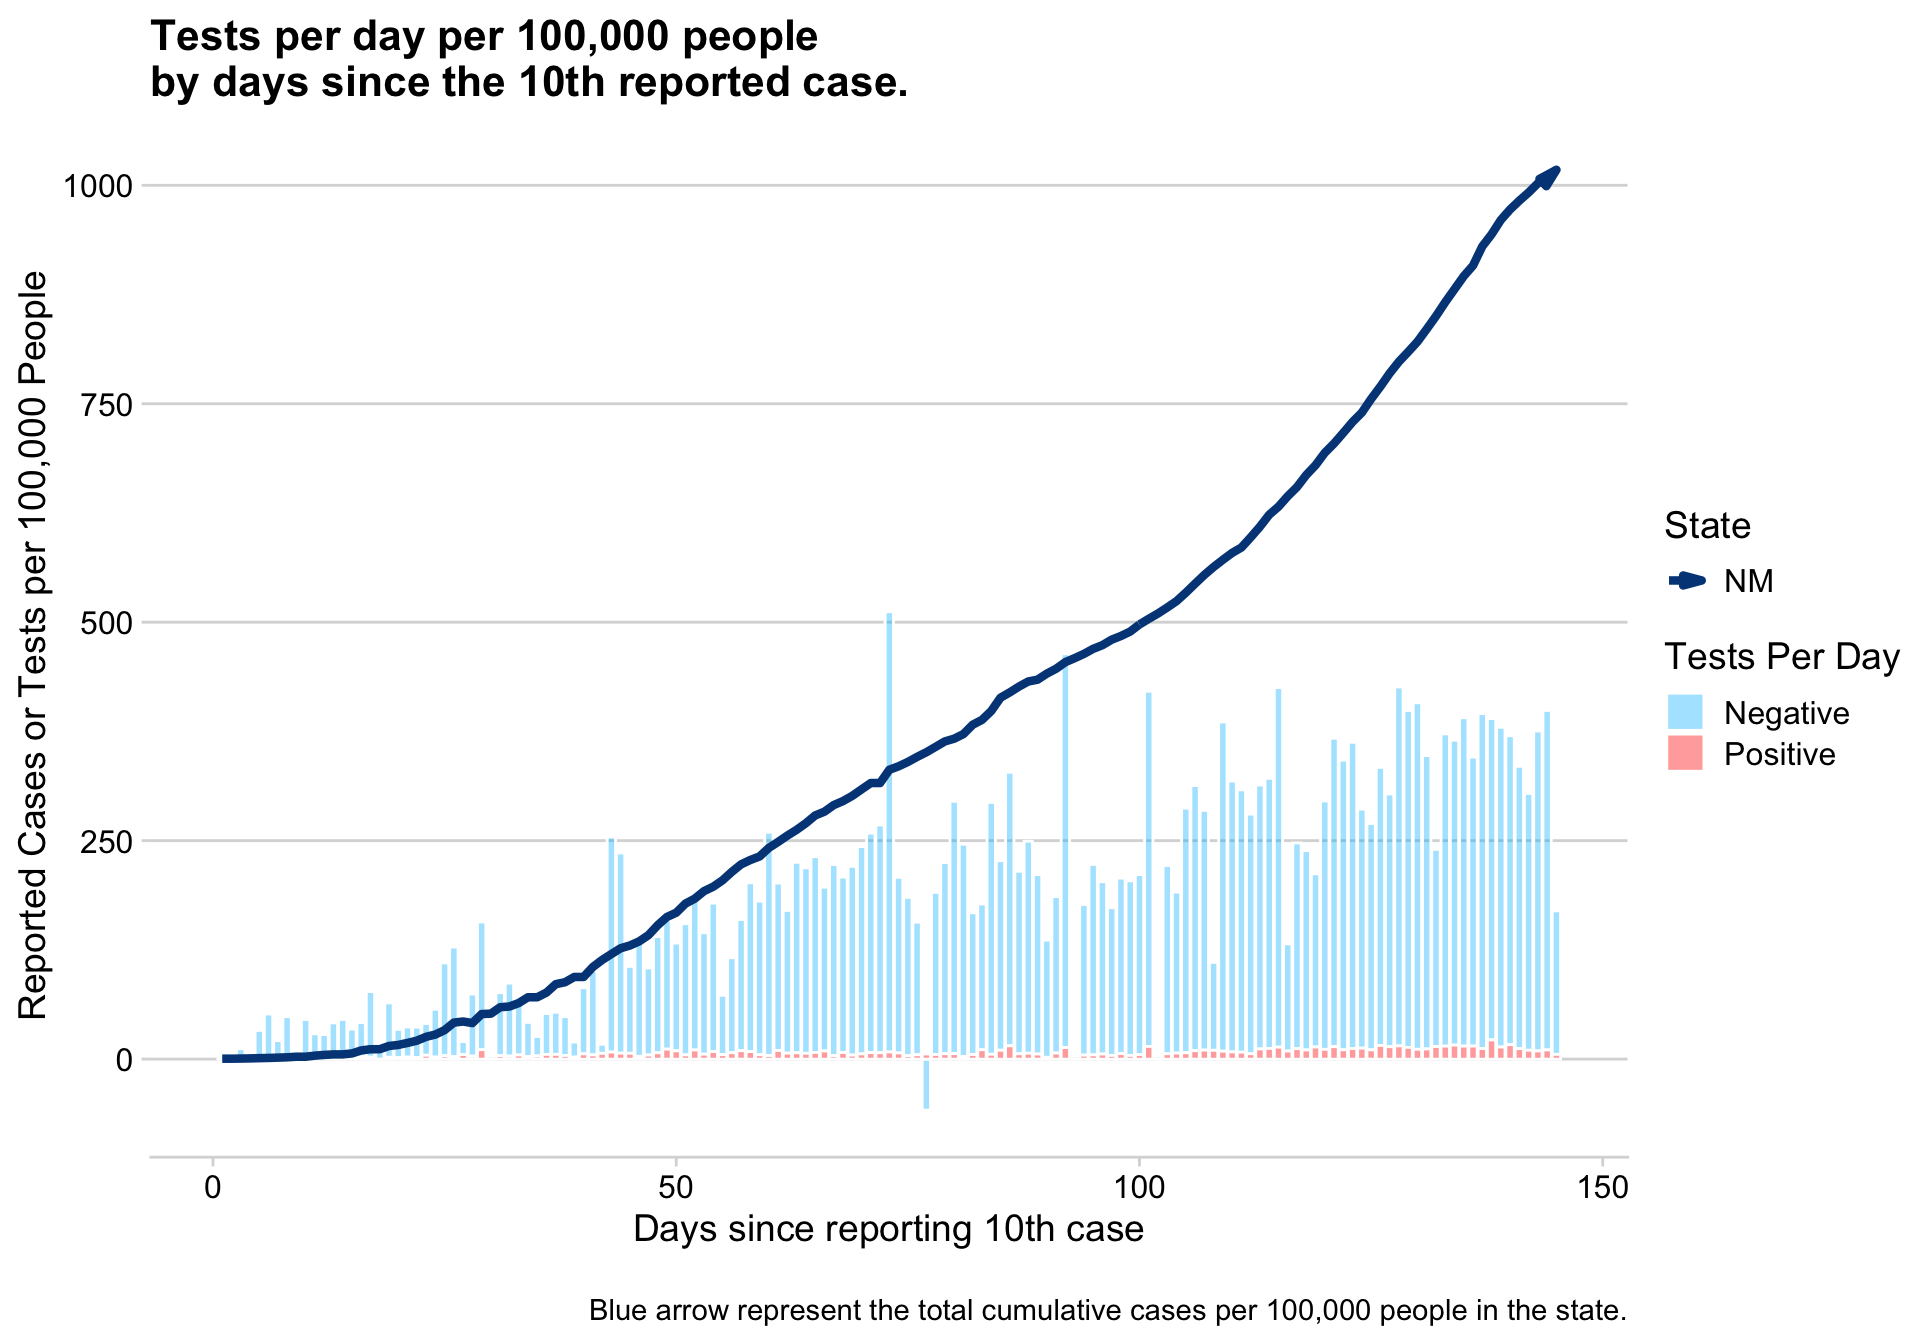 Tests per day per 100,000 people
by days since the 10th reported case.
Reported Cases or Tests per 100,000 People
1000
750
500
250
0
0
50
100
150
Days since reporting 10th case
State
NM
Tests Per Day
Negative
Positive
Blue arrow represent the total cumulative cases per 100,000 people in the state.